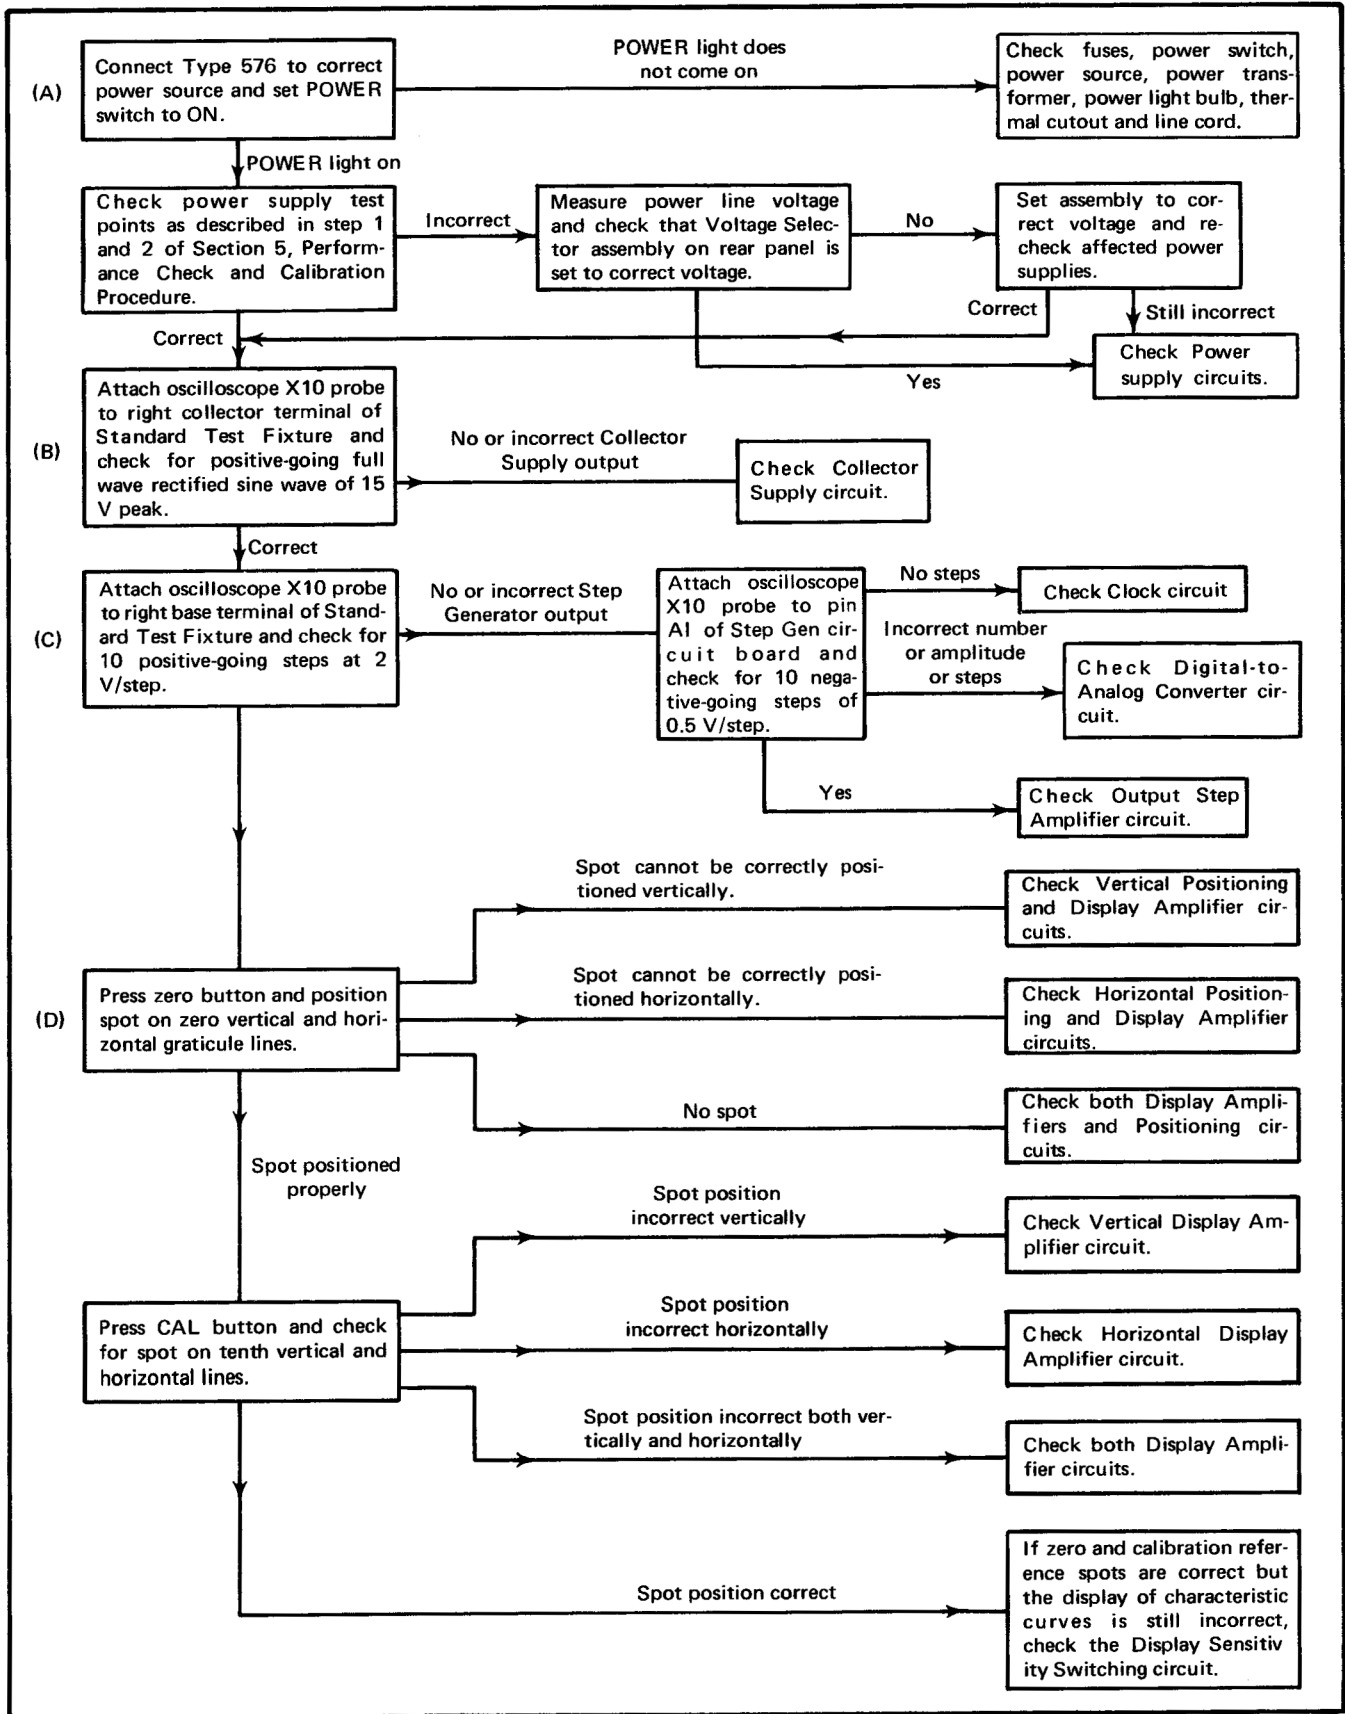 (A)
Connect Type 576 to correct
power source and set POWER
switch to ON.
POWER light does
not come on
Check fuses, power switch,
power source, power trans-
former, power light bulb, ther-
mal cutout and line cord.
POWER light on
Check power supply test
points as described in step 1
and 2 of Section 5, Perform-
ance Check and Calibration
Procedure.
Incorrect
Measure power line voltage
and check that Voltage Selec-
tor assembly on rear panel is
set to correct voltage.
No
Set assembly to cor-
rect voltage and re-
check affected power
supplies.
Correct
Correct
Still incorrect
Yes
Check Power
supply circuits.
(B)
Attach oscilloscope X10 probe
to right collector terminal of
Standard Test Fixture and
check for positive-going full
wave rectified sine wave of 15
V peak.
No or incorrect Collector
Supply output
Check Collector
Supply circuit.
Correct
(C)
Attach oscilloscope X10 probe
to right base terminal of Stand-
ard Test Fixture and check for
10 positive-going steps at 2
V/step.
No or incorrect Step
Generator output
Attach oscilloscope
X10 probe to pin
AI of Step Gen cir-
cuit board and
check for 10 nega-
tive-going steps of
0.5 V/step.
No steps
Check Clock circuit
Incorrect number
or amplitude
or steps
Check Digital-to-
Analog Converter cir-
cuit.
Yes
Check Output Step
Amplifier circuit.
(D)
Press zero button and position
spot on zero vertical and hori-
zontal graticule lines.
Spot cannot be correctly posi-
tioned vertically.
Check Vertical Positioning
and Display Amplifier cir-
cuits.
Spot cannot be correctly posi-
tioned horizontally.
Check Horizontal Position-
ing and Display Amplifier
circuits.
No spot
Check both Display Ampli-
fiers and Positioning cir-
cuits.
Spot positioned
properly
Press CAL button and check
for spot on tenth vertical and
horizontal lines.
Spot position
incorrect vertically
Check Vertical Display Am-
plifier circuit.
Spot position
incorrect horizontally
Check Horizontal Display
Amplifier circuit.
Spot position incorrect both ver-
tically and horizontally
Check both Display Ampli-
fier circuits.
Spot position correct
If zero and calibration refer-
ence spots are correct but
the display of characteristic
curves is still incorrect,
check the Display Sensitiv
ity Switching circuit.